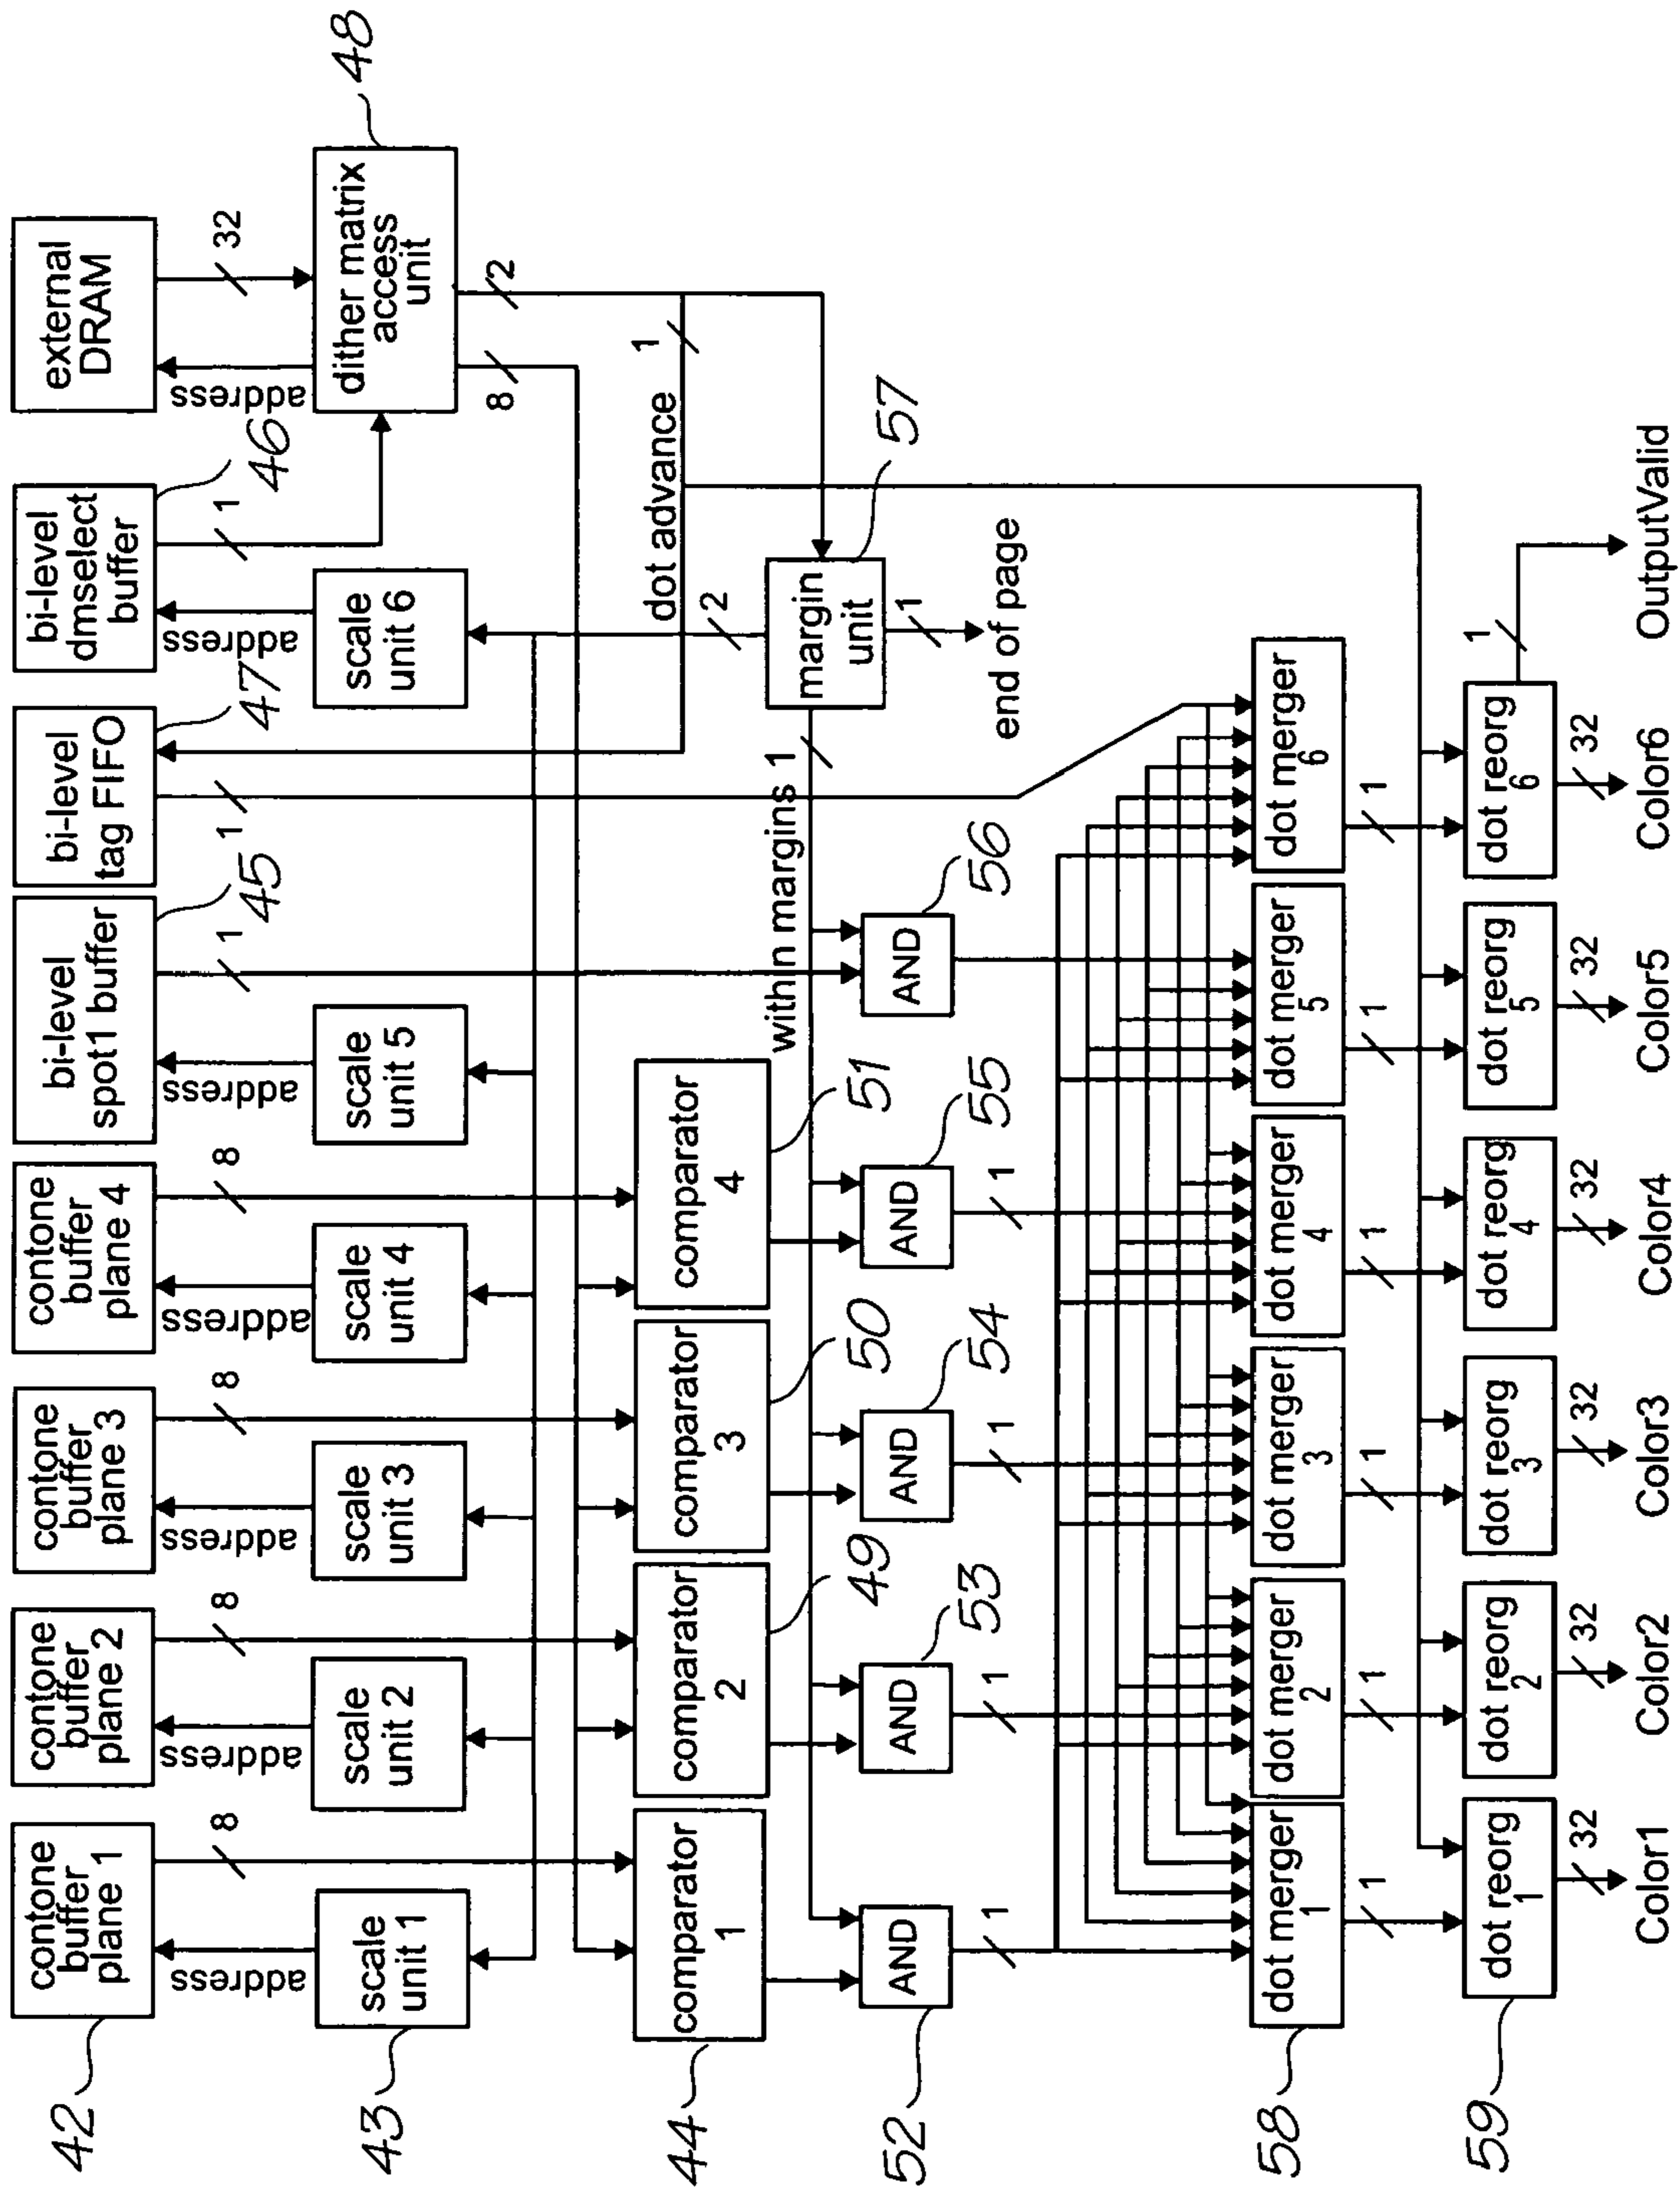 contone
buffer
plane 1
contone
buffer
plane 2
contone
buffer
plane 3
contone
buffer
plane 4
bi-level
spot1 buffer
bi-level
tag FIFO
bi-level
dmselect
buffer
external
DRAM
42
address
8
address
8
address
8
address
8
address
1
45
1
47
address
1
46
address
32
48
43
scale
unit 1
scale
unit 2
scale
unit 3
scale
unit 4
scale
unit 5
scale
unit 6
dither matrix
access
unit
8
2
dot advance
1
2
44
comparator
1
comparator
2
49
comparator
3
50
comparator
4
51
within margins
1
margin
unit
57
1
end of page
52
AND
AND
53
AND
54
AND
55
AND
56
1
1
1
1
58
dot merger
1
dot merger
2
dot merger
3
dot merger
4
dot merger
5
dot merger
6
1
1
1
1
1
1
59
dot reorg
1
dot reorg
2
dot reorg
3
dot reorg
4
dot reorg
5
dot reorg
6
1
32
32
32
32
32
32
Color1
Color2
Color3
Color4
Color5
Color6
OutputValid